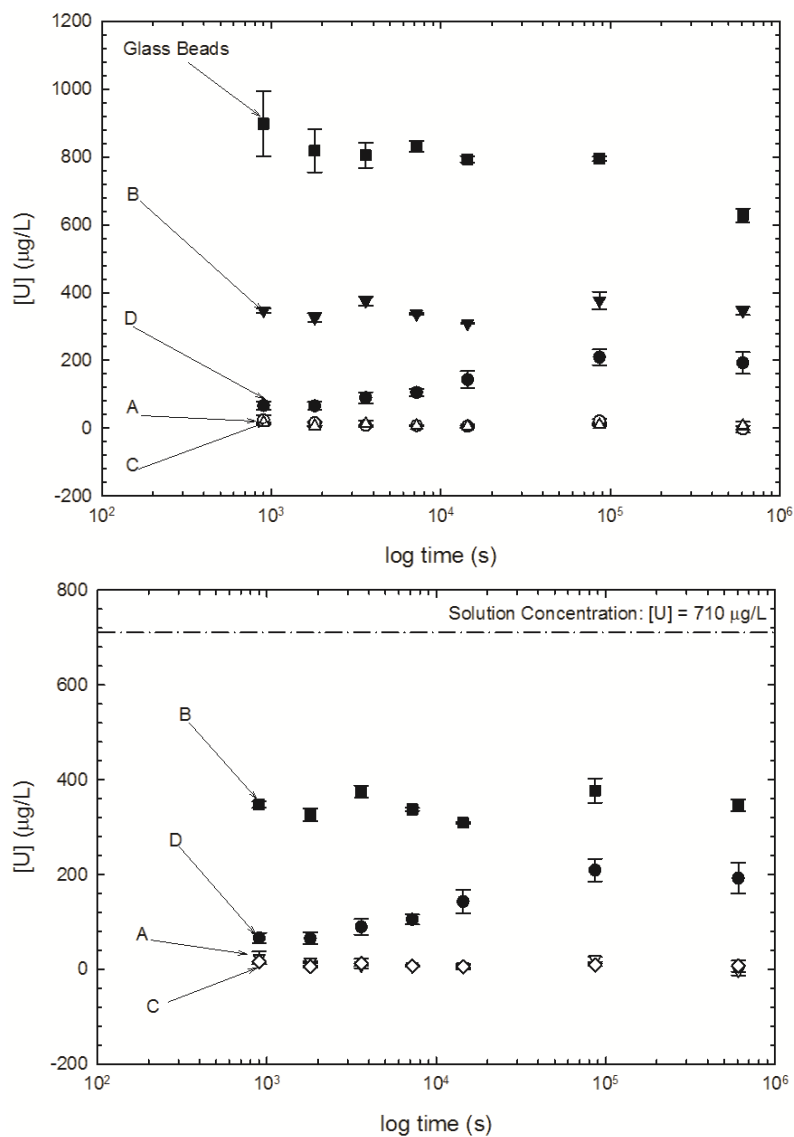 1200
Glass Beads
1000
800
B
600
[U] (µg/L)
400
D
200
A
0
C
-200
10² 10³ 10⁴ 10⁵ 10⁶
log time (s)
800
Solution Concentration: [U] = 710 µg/L
600
B
400
[U] (µg/L)
D
200
A
0
C
-200
10² 10³ 10⁴ 10⁵ 10⁶
log time (s)